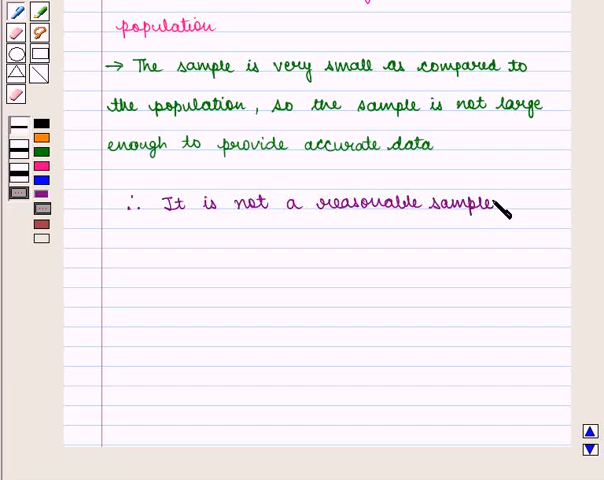 population
→ The sample is very small as compared to
the population, so the sample is not large
enough to provide accurate data
∴ It is not a reasonable sample